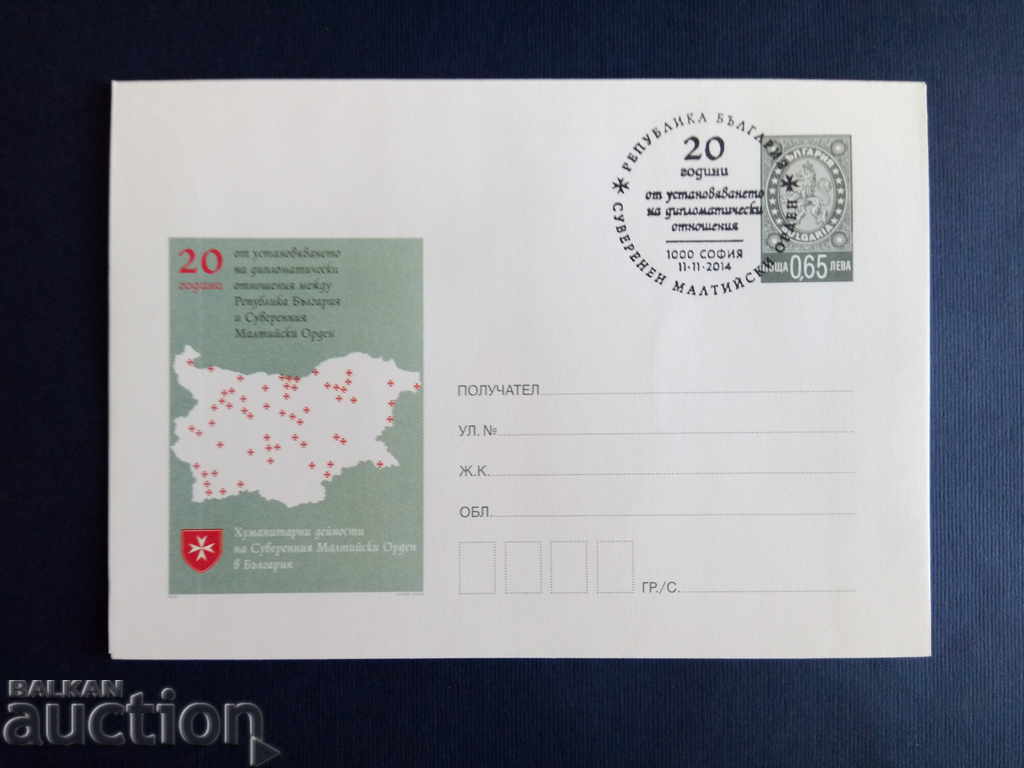 РЕПУБЛИКА БЪЛГАРИЯ
СУВЕРЕНЕН МАЛТИЙСКИ ОРДЕН
20
години
от установяването
на дипломатически
отношения
1000 СОФИЯ
11-11-2014
БЪЛГАРИЯ
BULGARIA
ПОЩА 0,65 ЛЕВА
20
години
от установяването
на дипломатически
отношения между
Република България
и Суверенния
Малтийски Орден
Хуманитарни дейности
на Суверенния Малтийски Орден
в България
ПОЛУЧАТЕЛ
УЛ. №
Ж.К.
ОБЛ.
ГР./С.
BALKAN
auction